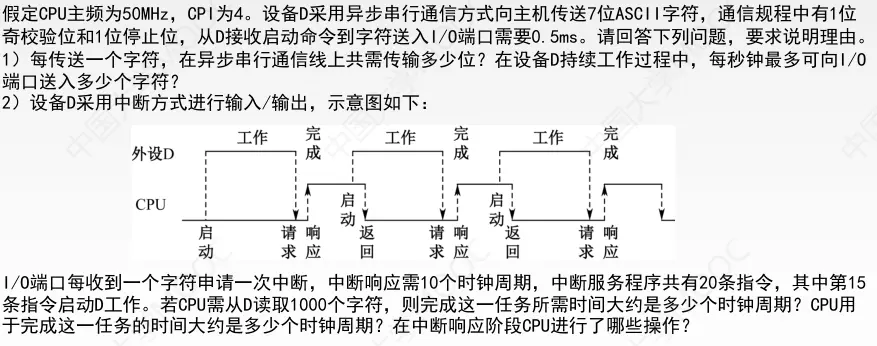 假定CPU主频为50MHz，CPI为4。设备D采用异步串行通信方式向主机传送7位ASCII字符，通信规程中有1位
奇校验位和1位停止位，从D接收启动命令到字符送入I/O端口需要0.5ms。请回答下列问题，要求说明理由。
1）每传送一个字符，在异步串行通信线上共需传输多少位？在设备D持续工作过程中，每秒钟最多可向I/O
端口送入多少个字符？
2）设备D采用中断方式进行输入/输出，示意图如下：
工作 完成 工作 完成 工作 完成
外设D
CPU
启动 请求 响应 启动 返回 请求 响应 启动 返回 请求 响应
I/O端口每收到一个字符申请一次中断，中断响应需10个时钟周期，中断服务程序共有20条指令，其中第15
条指令启动D工作。若CPU需从D读取1000个字符，则完成这一任务所需时间大约是多少个时钟周期？CPU用
于完成这一任务的时间大约是多少个时钟周期？在中断响应阶段CPU进行了哪些操作？